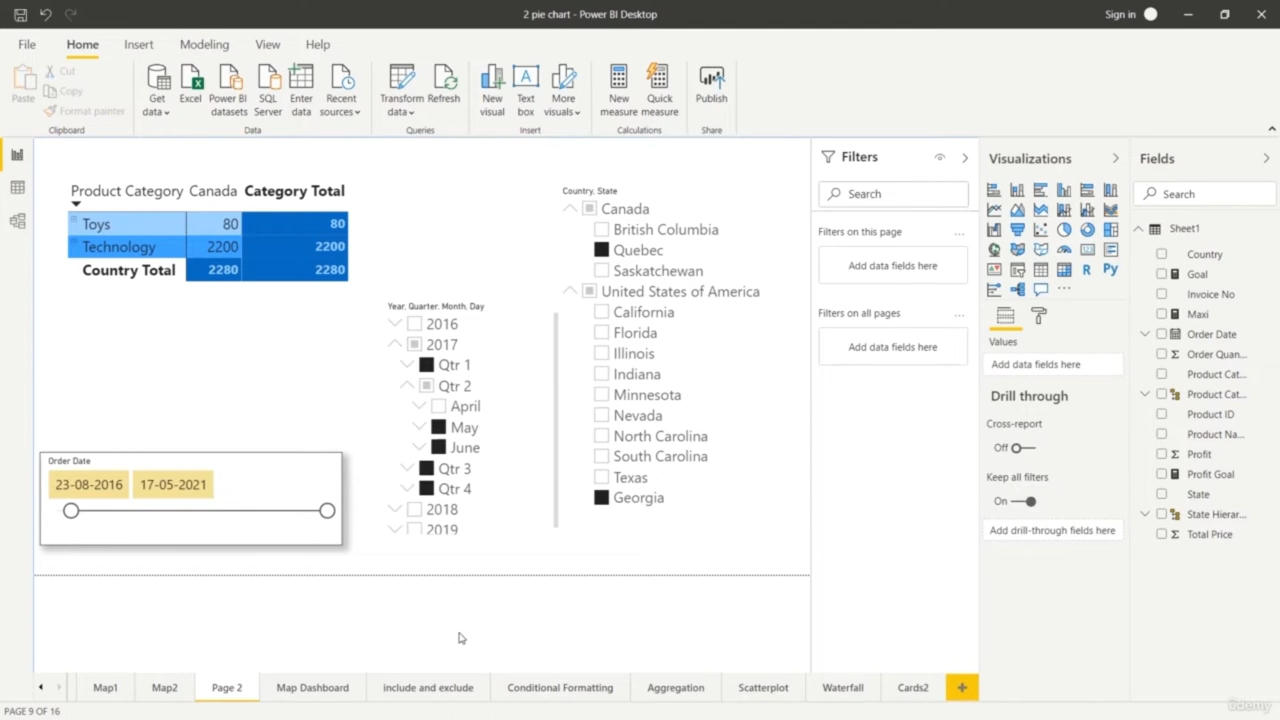 2 pie chart - Power BI Desktop
Sign in
File
Home
Insert
Modeling
View
Help
Paste
Cut
Copy
Format painter
Clipboard
Get data
Excel
Power BI datasets
SQL Server
Enter data
Recent sources
Data
Transform data
Refresh
Queries
New visual
Text box
More visuals
Insert
New measure
Quick measure
Calculations
Publish
Share
Product Category Canada Category Total
Toys 80 80
Technology 2200 2200
Country Total 2280 2280
Year, Quarter, Month, Day
2016
2017
Qtr 1
Qtr 2
April
May
June
Qtr 3
Qtr 4
2018
2019
Order Date
23-08-2016 17-05-2021
Country, State
Canada
British Columbia
Quebec
Saskatchewan
United States of America
California
Florida
Illinois
Indiana
Minnesota
Nevada
North Carolina
South Carolina
Texas
Georgia
Filters
Search
Filters on this page
...
Add data fields here
Filters on all pages
...
Add data fields here
Visualizations
R Py
...
Values
Add data fields here
Drill through
Cross-report
Off
Keep all filters
On
Add drill-through fields here
Fields
Search
Sheet1
Country
Goal
Invoice No
Maxi
Order Date
Σ Order Quan...
Product Cat...
Product Cat...
Product ID
Product Na...
Profit
Profit Goal
State
State Hierar...
Σ Total Price
Map1
Map2
Page 2
Map Dashboard
include and exclude
Conditional Formatting
Aggregation
Scatterplot
Waterfall
Cards2
+
PAGE 9 OF 16
ûdemy